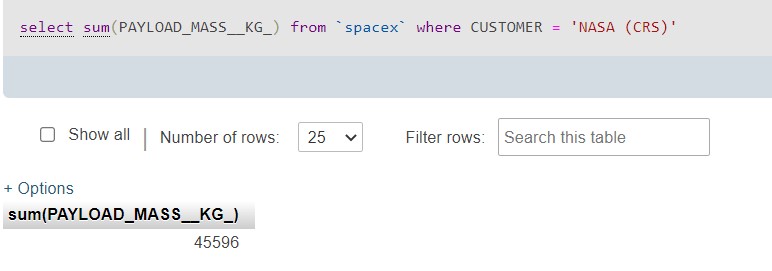 select sum(PAYLOAD_MASS__KG_) from `spacex` where CUSTOMER = 'NASA (CRS)'
Show all | Number of rows: 25 Filter rows: Search this table
+ Options
sum(PAYLOAD_MASS__KG_)
45596